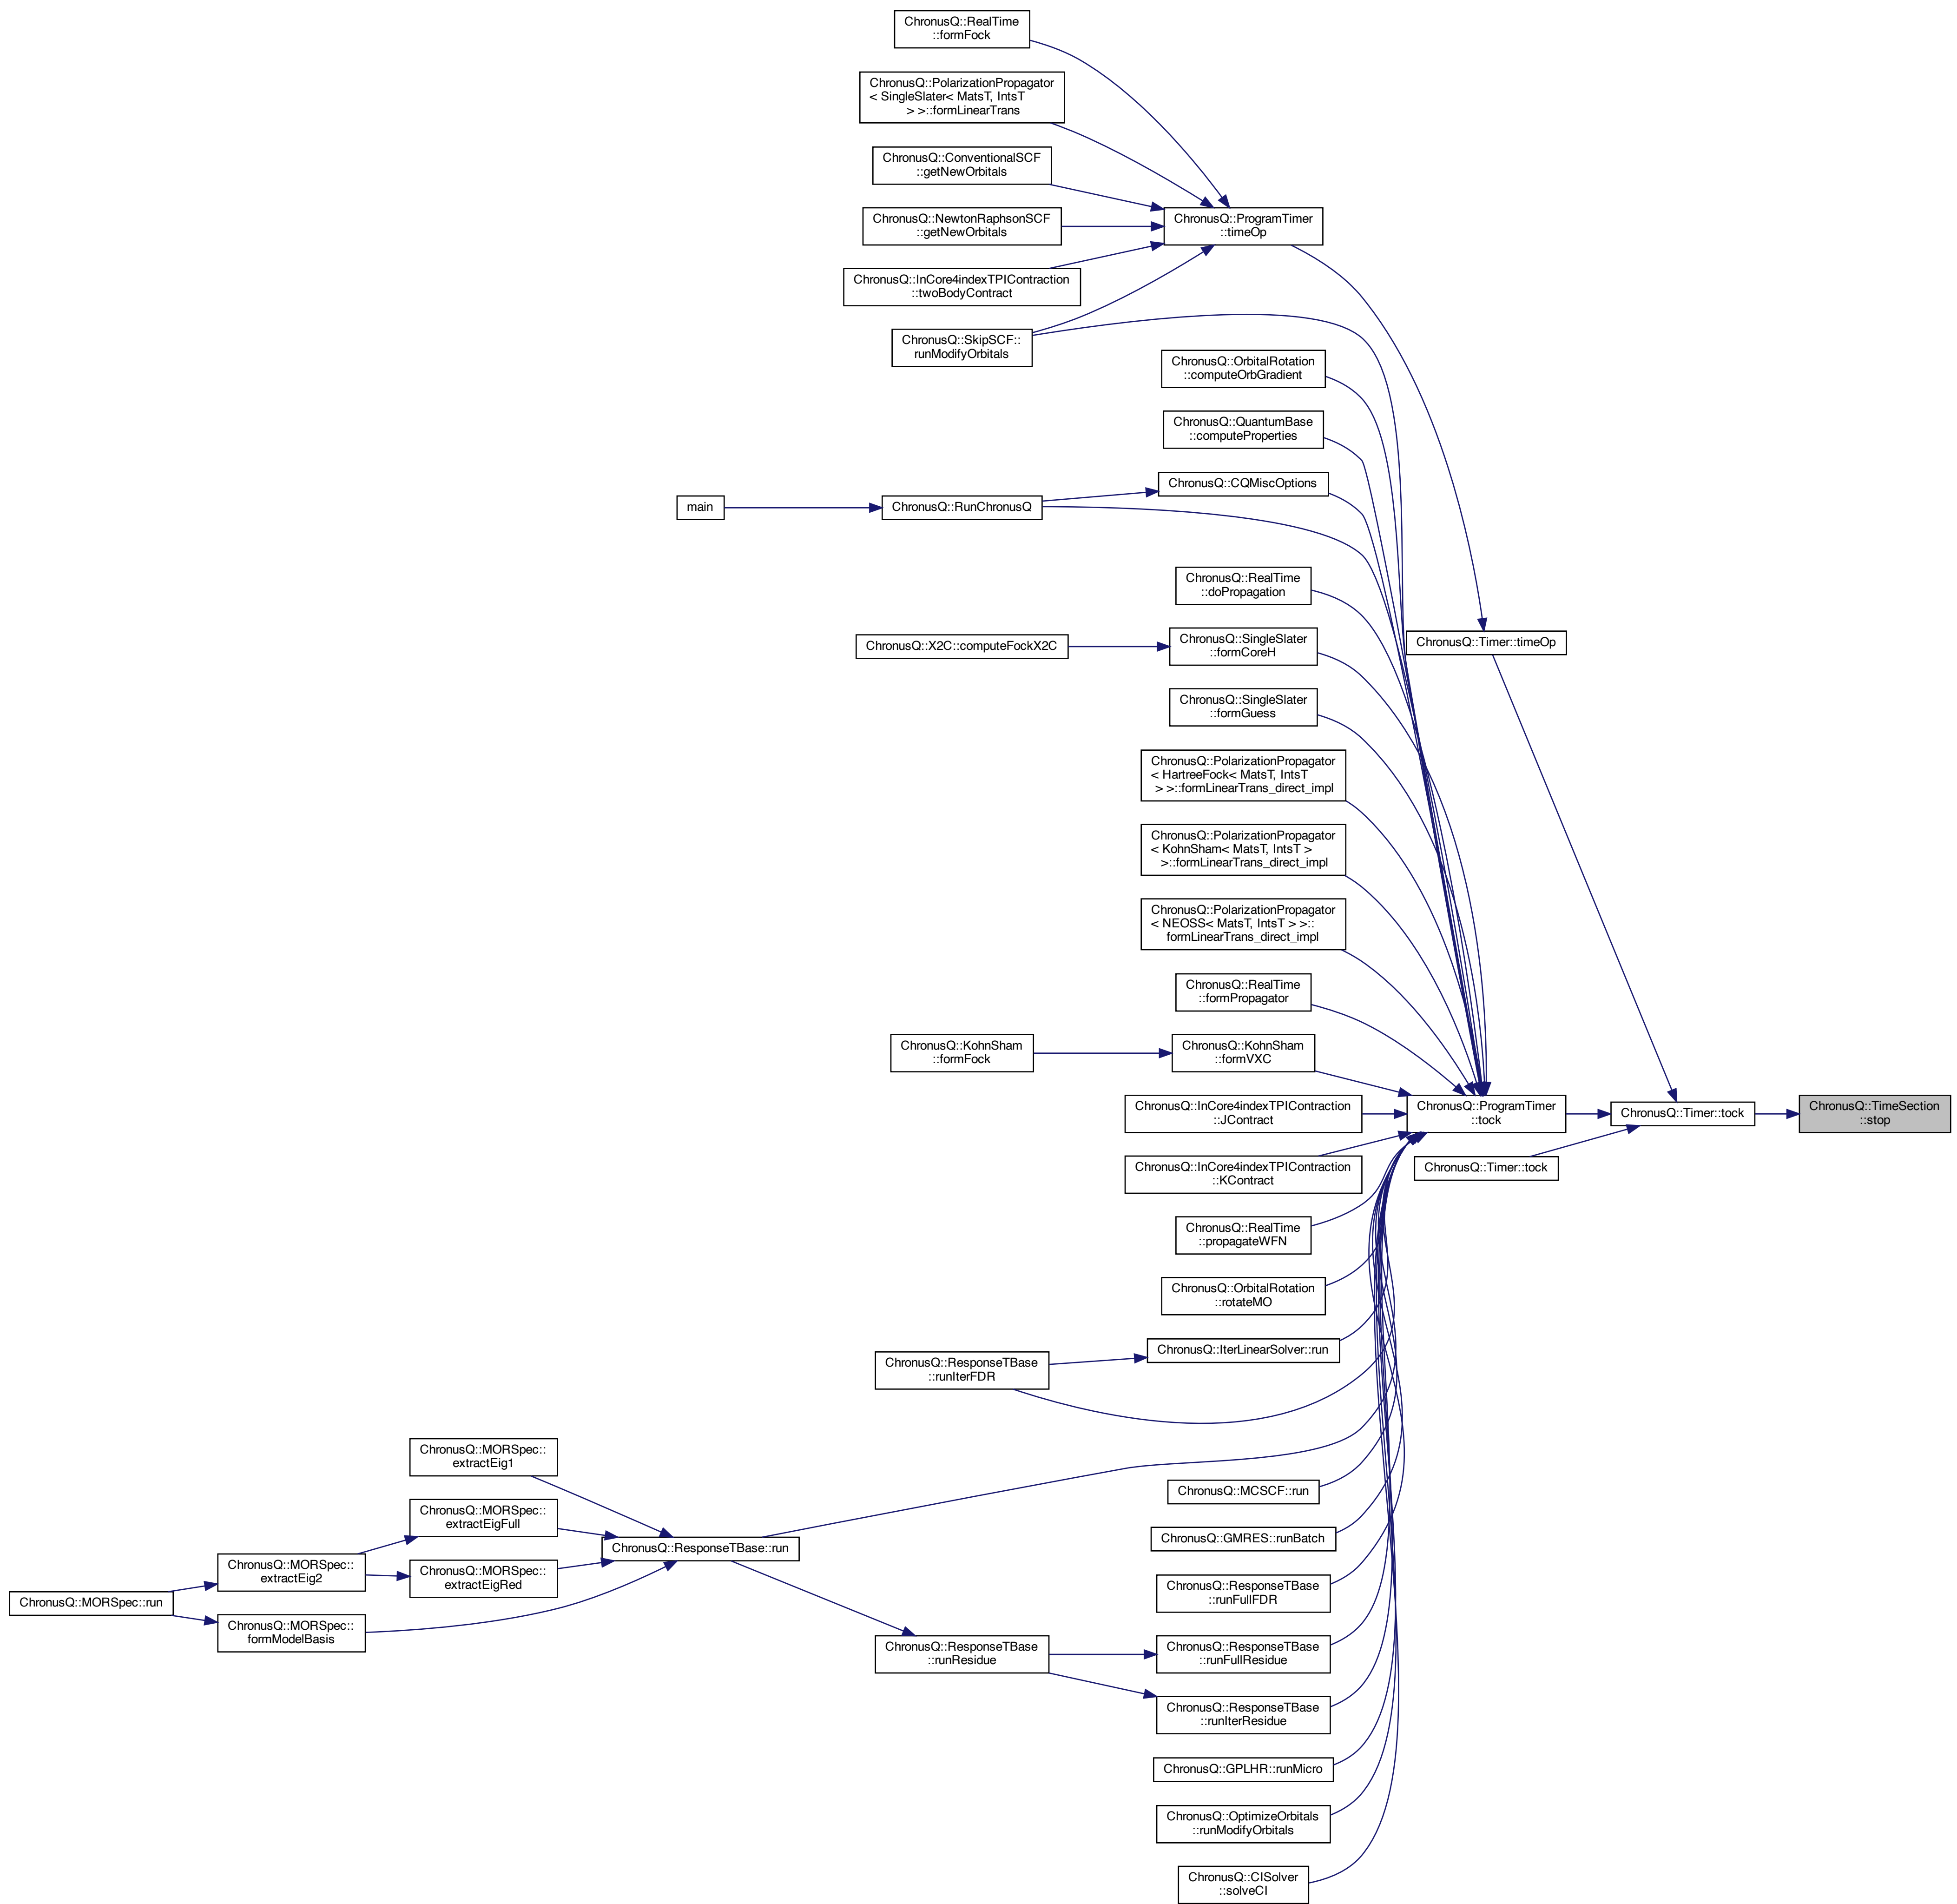 ChronusQ::RealTime
::formFock
ChronusQ::PolarizationPropagator
< SingleSlater< MatsT, IntsT
> >::formLinearTrans
ChronusQ::ConventionalSCF
::getNewOrbitals
ChronusQ::NewtonRaphsonSCF
::getNewOrbitals
ChronusQ::ProgramTimer
::timeOp
ChronusQ::InCore4indexTPIContraction
::twoBodyContract
ChronusQ::SkipSCF::
runModifyOrbitals
ChronusQ::OrbitalRotation
::computeOrbGradient
ChronusQ::QuantumBase
::computeProperties
ChronusQ::CQMiscOptions
main
ChronusQ::RunChronusQ
ChronusQ::RealTime
::doPropagation
ChronusQ::X2C::computeFockX2C
ChronusQ::SingleSlater
::formCoreH
ChronusQ::Timer::timeOp
ChronusQ::SingleSlater
::formGuess
ChronusQ::PolarizationPropagator
< HartreeFock< MatsT, IntsT
> >::formLinearTrans_direct_impl
ChronusQ::PolarizationPropagator
< KohnSham< MatsT, IntsT >
>::formLinearTrans_direct_impl
ChronusQ::PolarizationPropagator
< NEOSS< MatsT, IntsT > >::
formLinearTrans_direct_impl
ChronusQ::RealTime
::formPropagator
ChronusQ::KohnSham
::formFock
ChronusQ::KohnSham
::formVXC
ChronusQ::InCore4indexTPIContraction
::JContract
ChronusQ::ProgramTimer
::tock
ChronusQ::Timer::tock
ChronusQ::TimeSection
::stop
ChronusQ::InCore4indexTPIContraction
::KContract
ChronusQ::Timer::tock
ChronusQ::RealTime
::propagateWFN
ChronusQ::OrbitalRotation
::rotateMO
ChronusQ::IterLinearSolver::run
ChronusQ::ResponseTBase
::runIterFDR
ChronusQ::MORSpec::
extractEig1
ChronusQ::MCSCF::run
ChronusQ::MORSpec::
extractEigFull
ChronusQ::GMRES::runBatch
ChronusQ::ResponseTBase::run
ChronusQ::MORSpec::
extractEig2
ChronusQ::MORSpec::
extractEigRed
ChronusQ::ResponseTBase
::runFullFDR
ChronusQ::MORSpec::run
ChronusQ::MORSpec::
formModelBasis
ChronusQ::ResponseTBase
::runResidue
ChronusQ::ResponseTBase
::runFullResidue
ChronusQ::ResponseTBase
::runIterResidue
ChronusQ::GPLHR::runMicro
ChronusQ::OptimizeOrbitals
::runModifyOrbitals
ChronusQ::CISolver
::solveCI